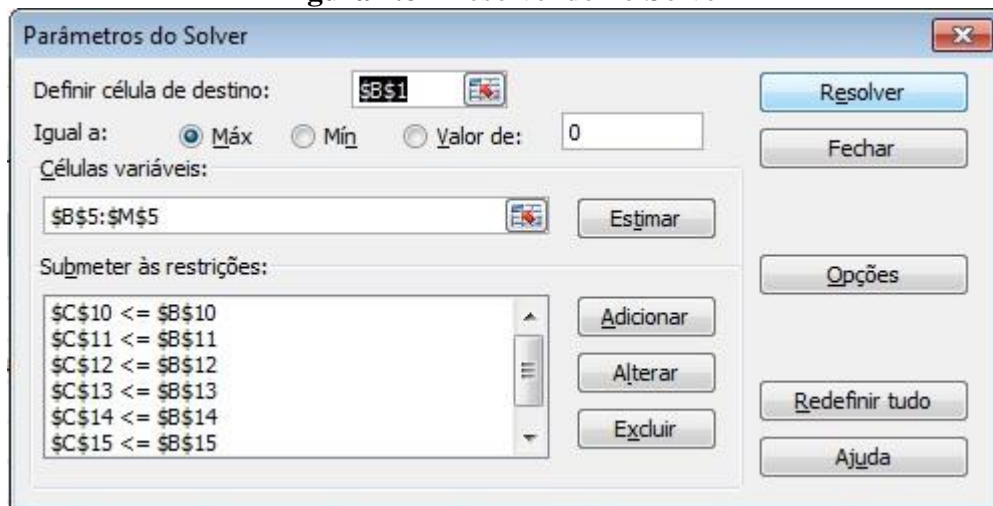 Parâmetros do Solver
Definir célula de destino: $B$1
Resolver
Igual a: Máx Mín Valor de: 0
Fechar
Células variáveis:
$B$5:$M$5
Estimar
Submeter às restrições:
Opções
$C$10 <= $B$10
$C$11 <= $B$11
$C$12 <= $B$12
$C$13 <= $B$13
$C$14 <= $B$14
$C$15 <= $B$15
Adicionar
Alterar
Excluir
Redefinir tudo
Ajuda